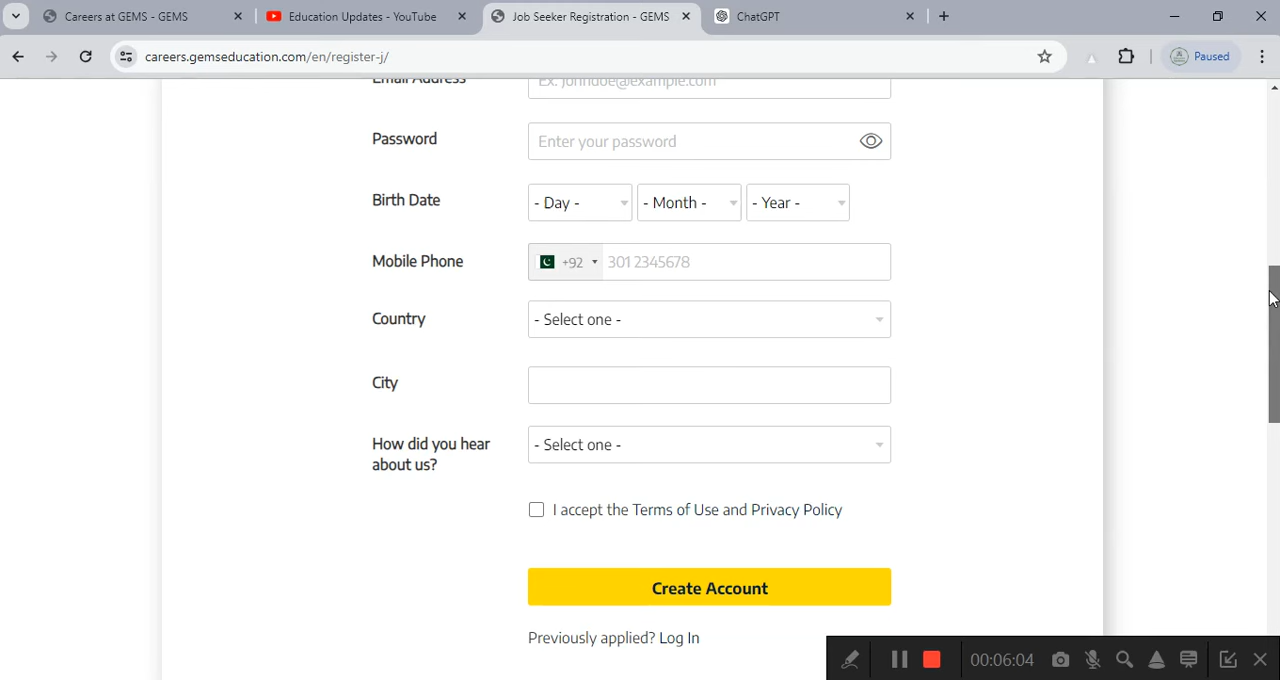 Careers at GEMS - GEMS
Education Updates - YouTube
Job Seeker Registration - GEMS
ChatGPT
careers.gemseducation.com/en/register-j/
Paused
Email Address
Ex: Johndoe@example.com
Password
Enter your password
Birth Date
- Day -
- Month -
- Year -
Mobile Phone
+92
301 2345678
Country
- Select one -
City
How did you hear
about us?
- Select one -
I accept the Terms of Use and Privacy Policy
Create Account
Previously applied? Log In
00:06:04